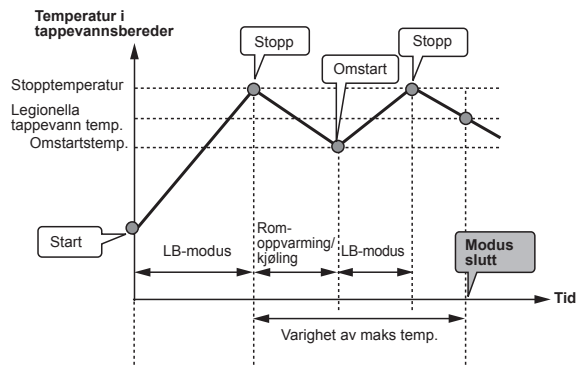 Temperatur i
tappevannsbereder
Stopp
Stopp
Omstart
Stopptemperatur
Legionella
tappevann temp.
Omstartstemp.
Start
LB-modus
Rom-
oppvarming/
kjøling
LB-modus
Modus
slutt
Tid
Varighet av maks temp.